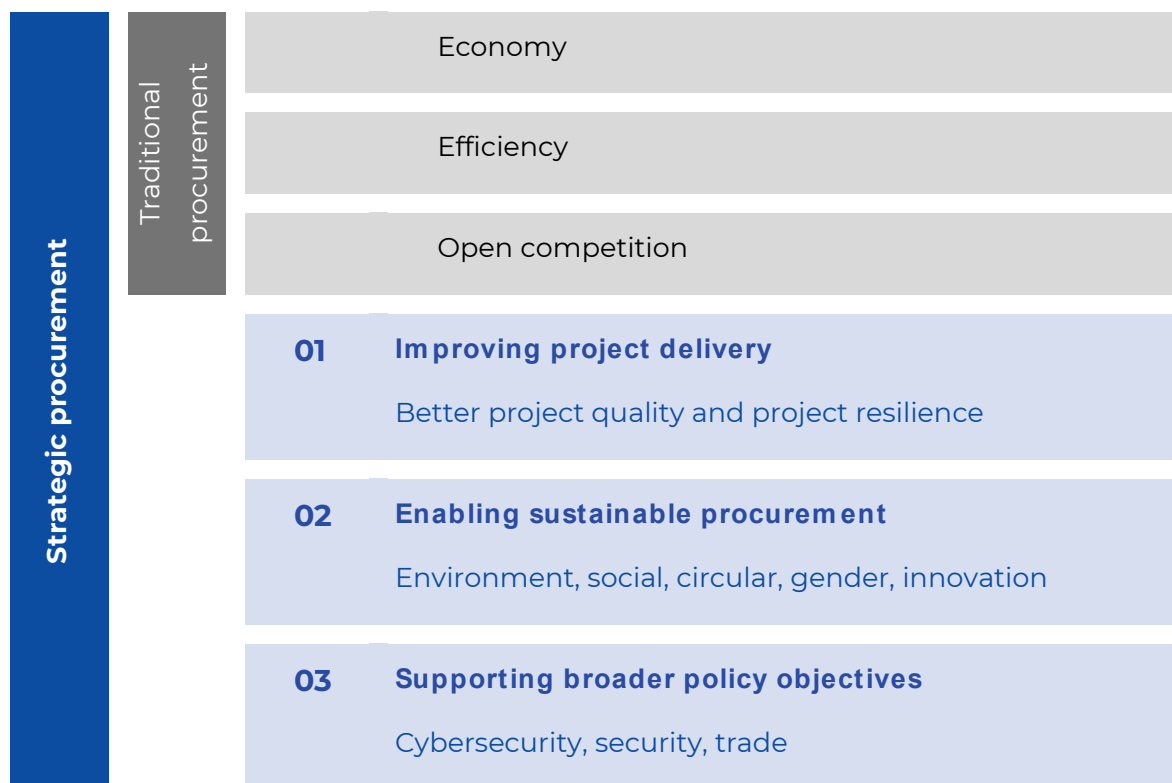 Strategic procurement
Traditional
procurement
Economy
Efficiency
Open competition
01 Improving project delivery
Better project quality and project resilience
02 Enabling sustainable procurement
Environment, social, circular, gender, innovation
03 Supporting broader policy objectives
Cybersecurity, security, trade